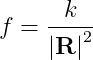 f = k / |R|²